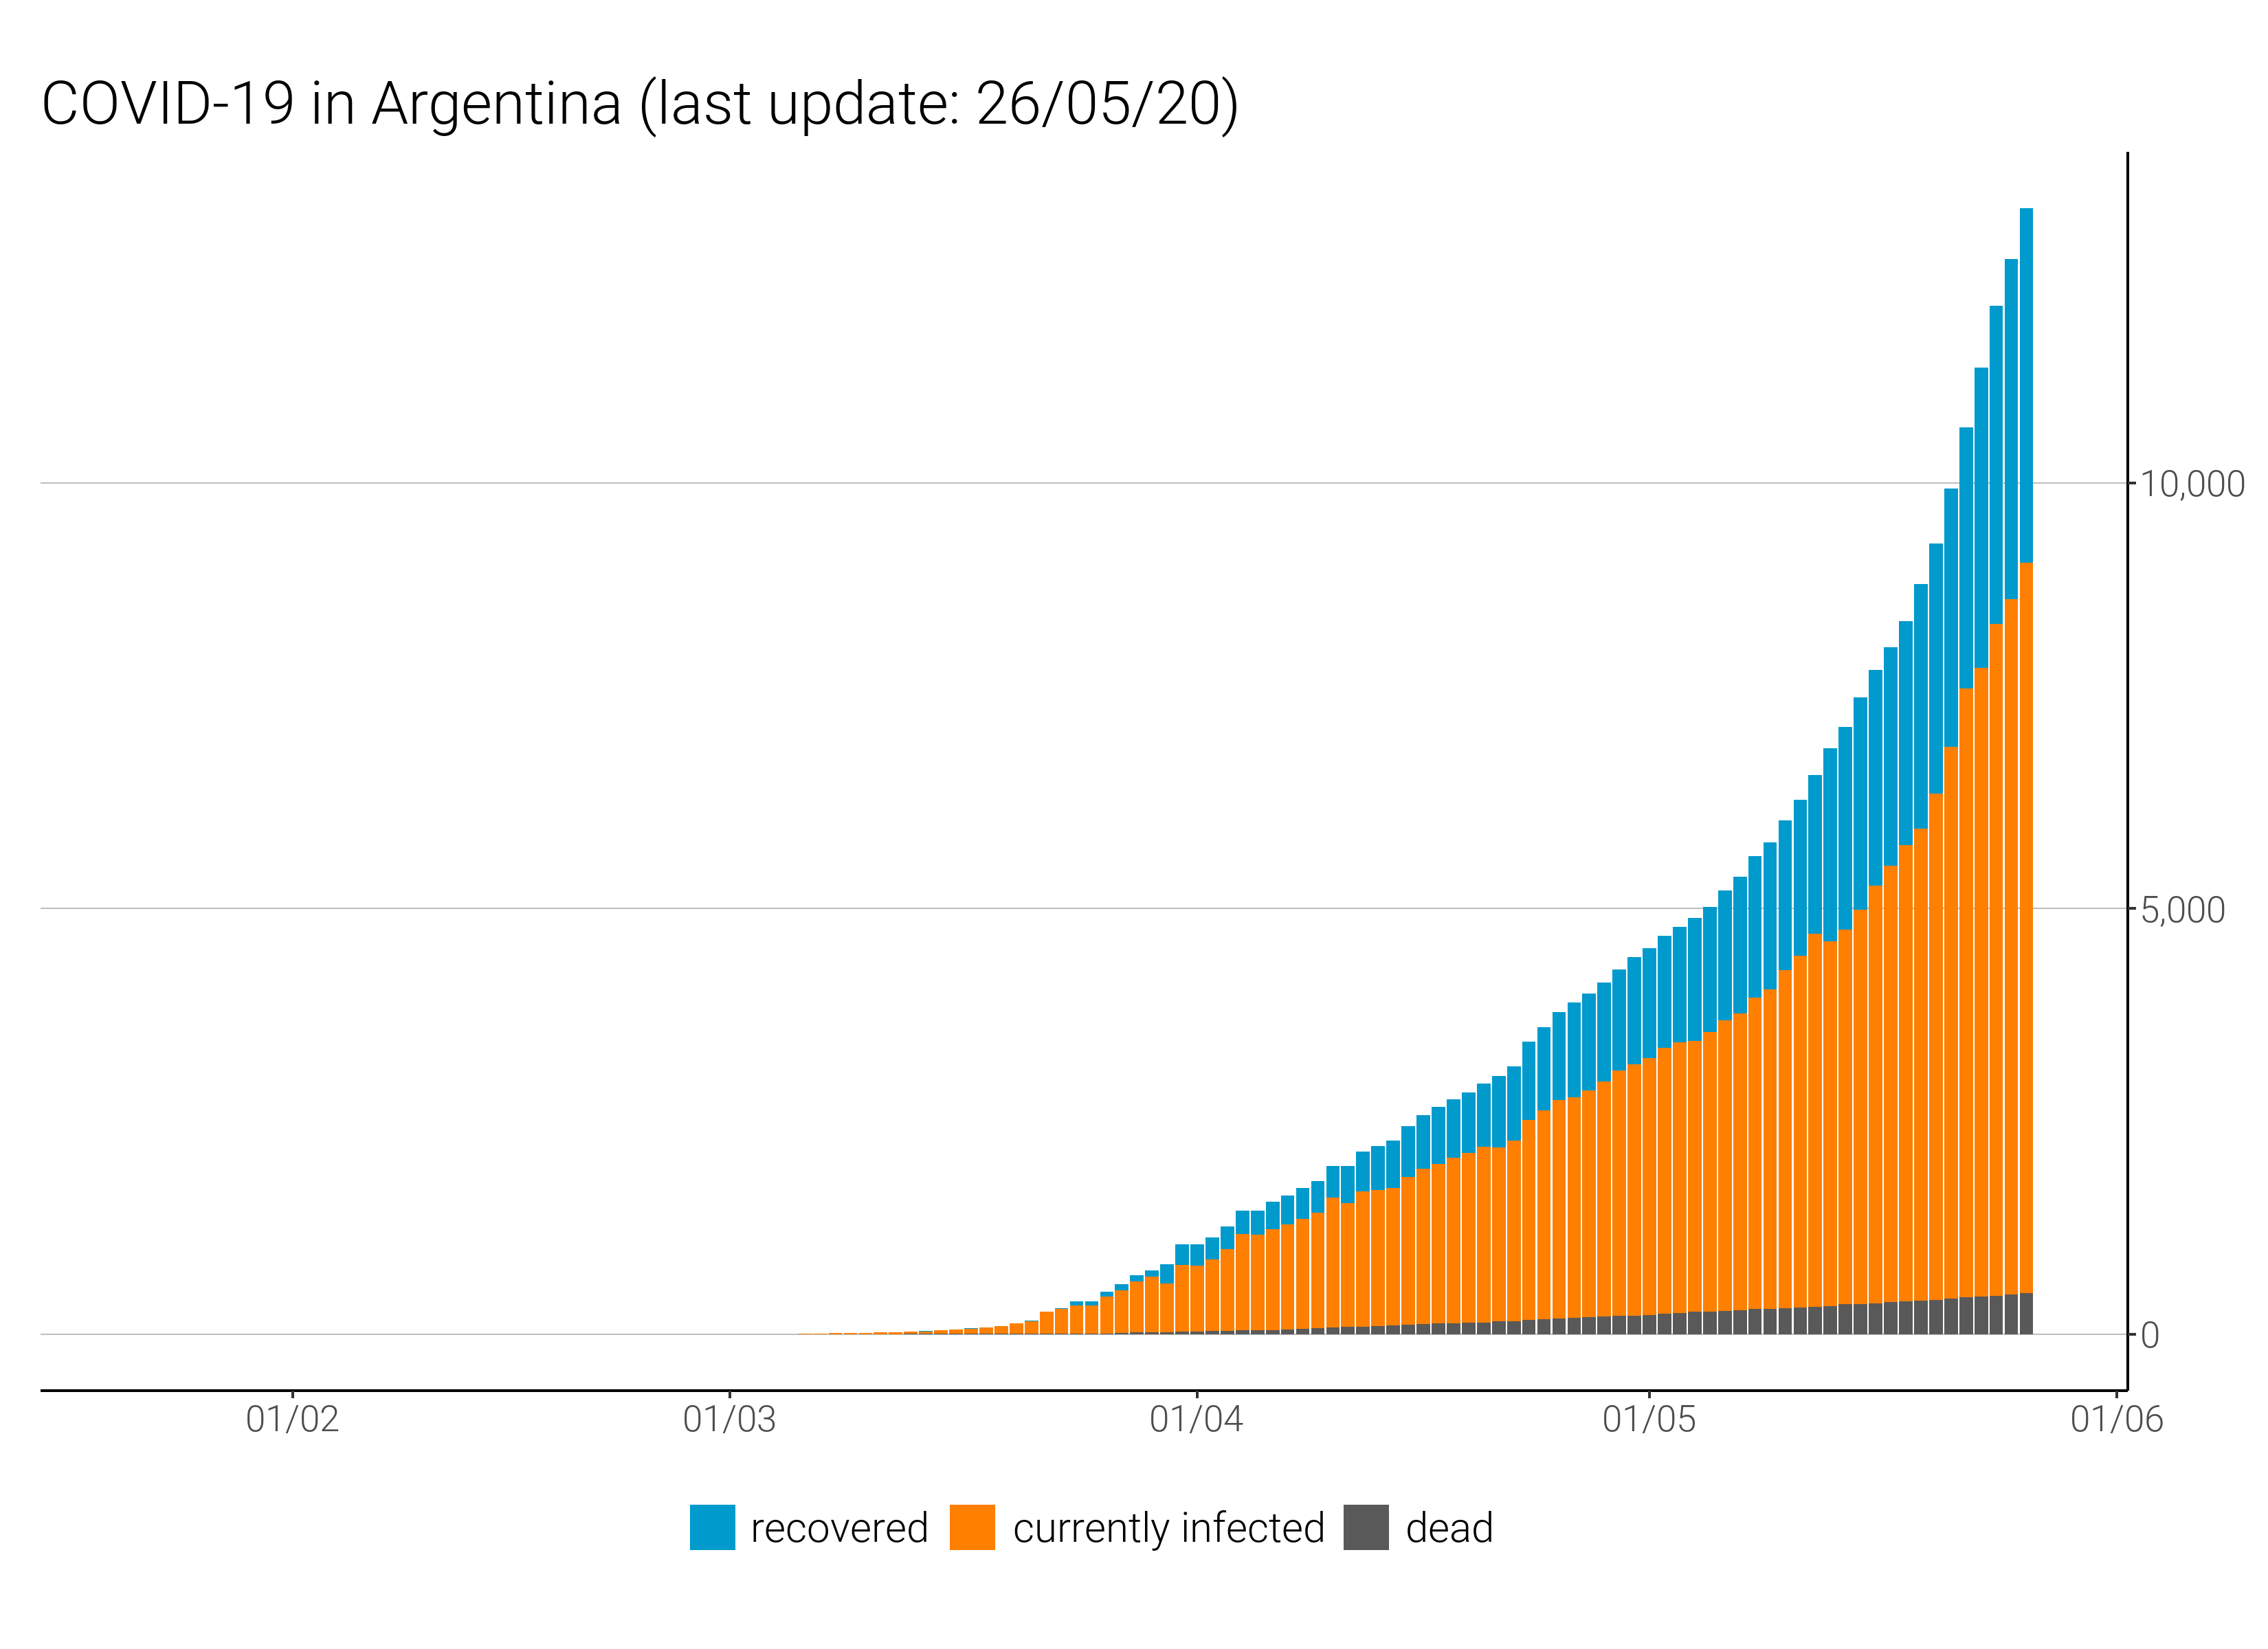 COVID-19 in Argentina (last update: 26/05/20)
10,000
5,000
0
01/02 01/03 01/04 01/05 01/06
recovered currently infected dead